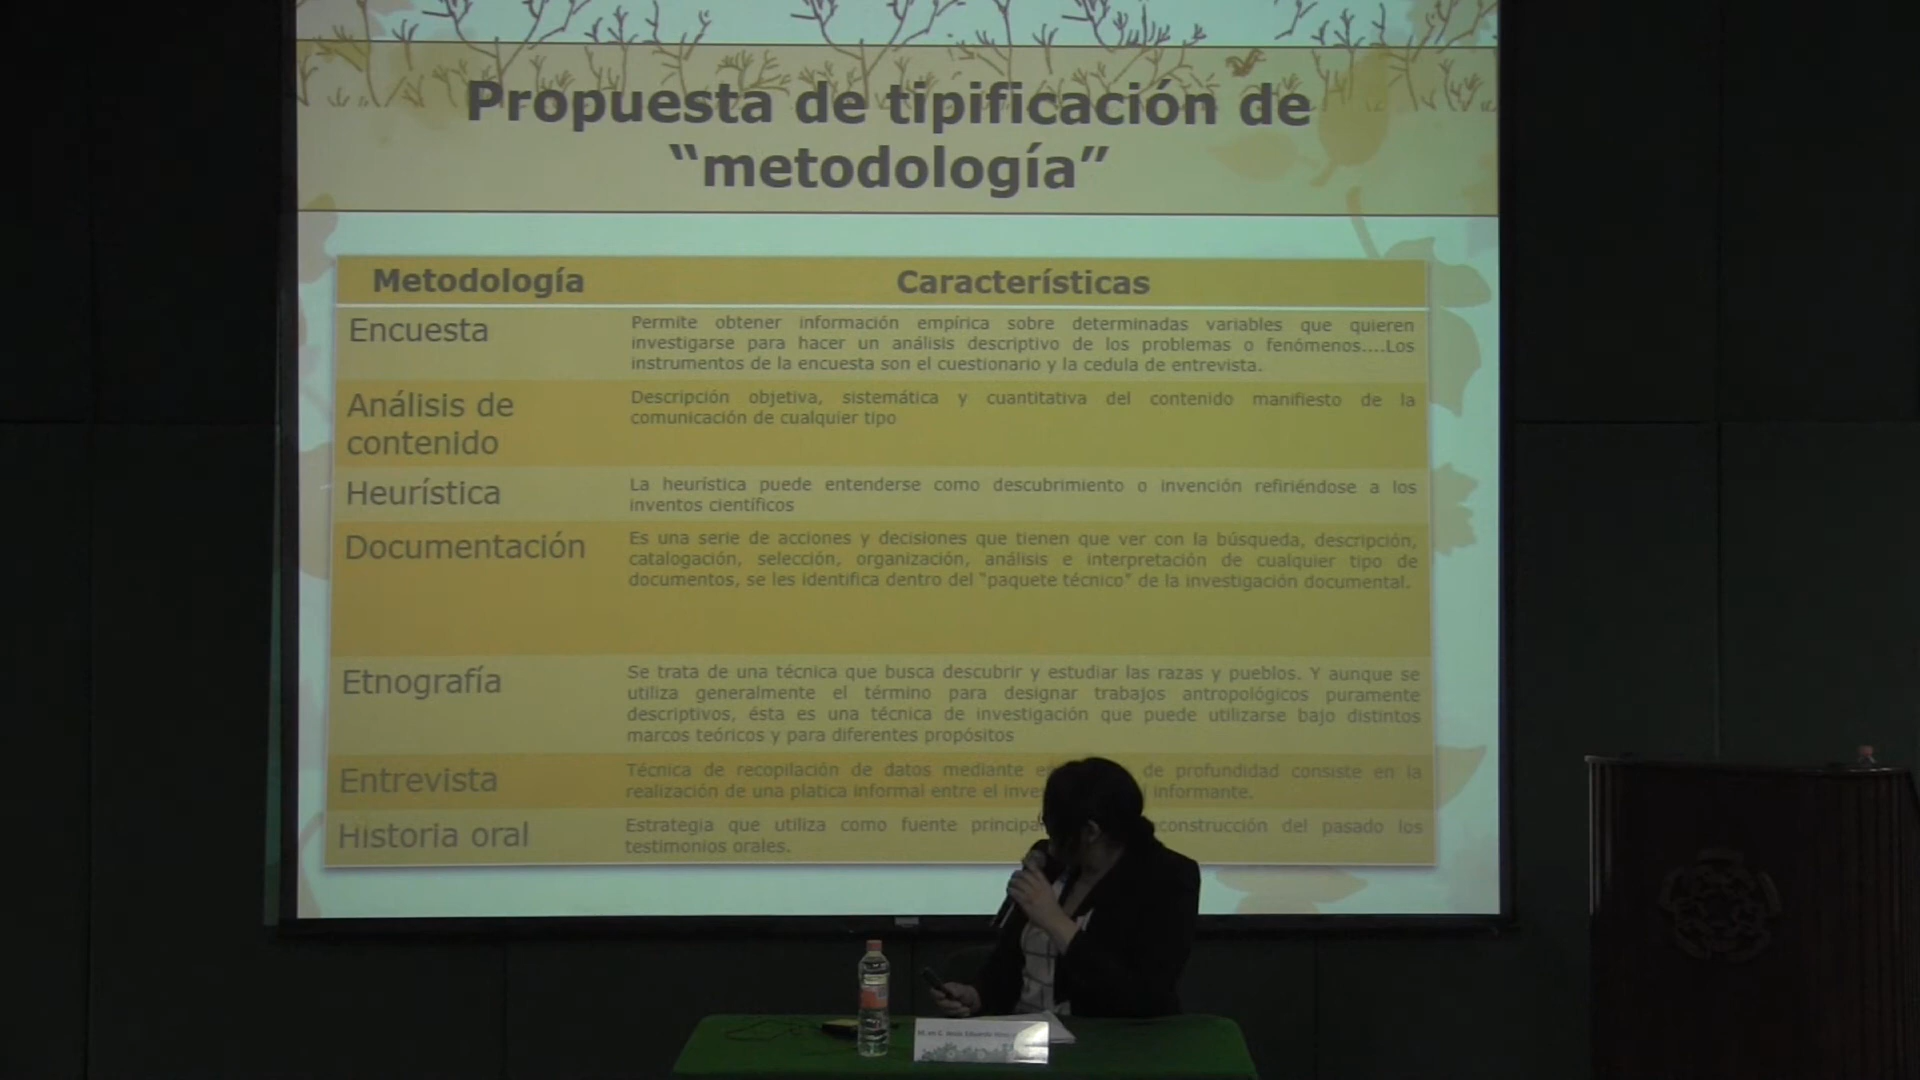 Propuesta de tipificación de
“metodología”
Metodología
Características
Encuesta
Permite obtener información empírica sobre determinadas variables que quieren
investigarse para hacer un análisis descriptivo de los problemas o fenómenos....Los
instrumentos de la encuesta son el cuestionario y la cedula de entrevista.
Análisis de
contenido
Descripción objetiva, sistemática y cuantitativa del contenido manifiesto de la
comunicación de cualquier tipo
Heurística
La heurística puede entenderse como descubrimiento o invención refiriéndose a los
inventos científicos
Documentación
Es una serie de acciones y decisiones que tienen que ver con la búsqueda, descripción,
catalogación, selección, organización, análisis e interpretación de cualquier tipo de
documentos, se les identifica dentro del "paquete técnico" de la investigación documental.
Etnografía
Se trata de una técnica que busca descubrir y estudiar las razas y pueblos. Y aunque se
utiliza generalmente el término para designar trabajos antropológicos puramente
descriptivos, ésta es una técnica de investigación que puede utilizarse bajo distintos
marcos teóricos y para diferentes propósitos
Entrevista
Técnica de recopilación de datos mediante de profundidad consiste en la
realización de una platica informal entre el informante.
Historia oral
Estrategia que utiliza como fuente construcción del pasado los
testimonios orales.